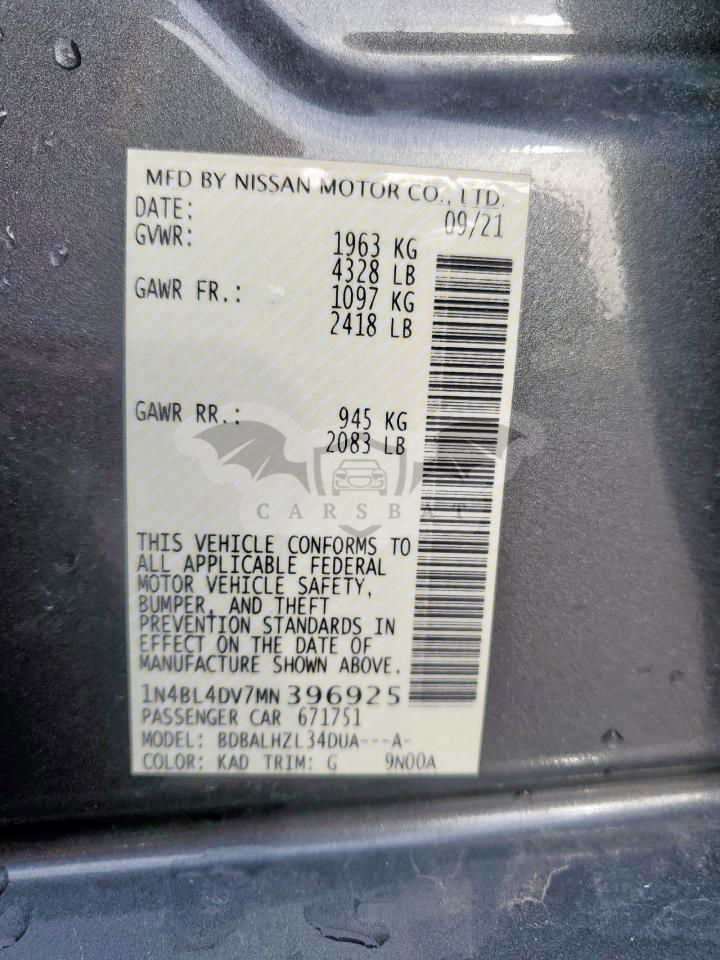 MFD BY NISSAN MOTOR CO., LTD.
DATE: 09/21
GVWR: 1963 KG
4328 LB
GAWR FR.: 1097 KG
2418 LB
GAWR RR.: 945 KG
2083 LB
CARSBAT
THIS VEHICLE CONFORMS TO
ALL APPLICABLE FEDERAL
MOTOR VEHICLE SAFETY,
BUMPER, AND THEFT
PREVENTION STANDARDS IN
EFFECT ON THE DATE OF
MANUFACTURE SHOWN ABOVE.
1N4BL4DV7MN396925
PASSENGER CAR 671751
MODEL: BDBALHZL34DUA---A-
COLOR: KAD TRIM: G 9N00A